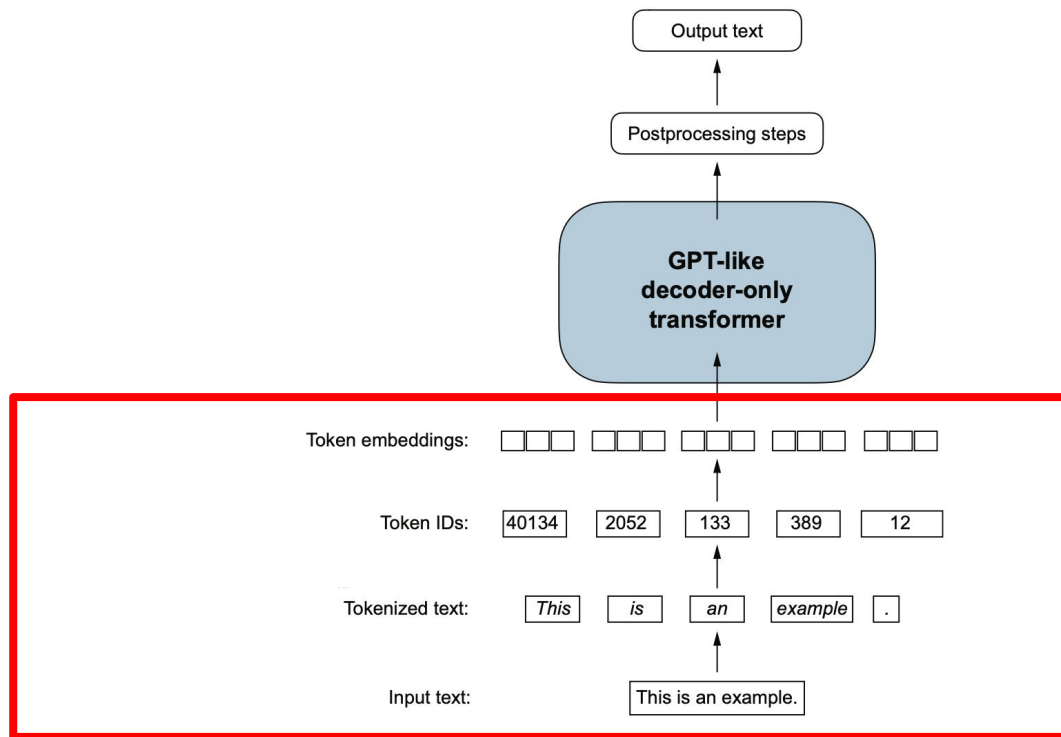 Output text
Postprocessing steps
GPT-like
decoder-only
transformer
Token embeddings:
Token IDs: 40134 2052 133 389 12
Tokenized text: This is an example .
Input text: This is an example.